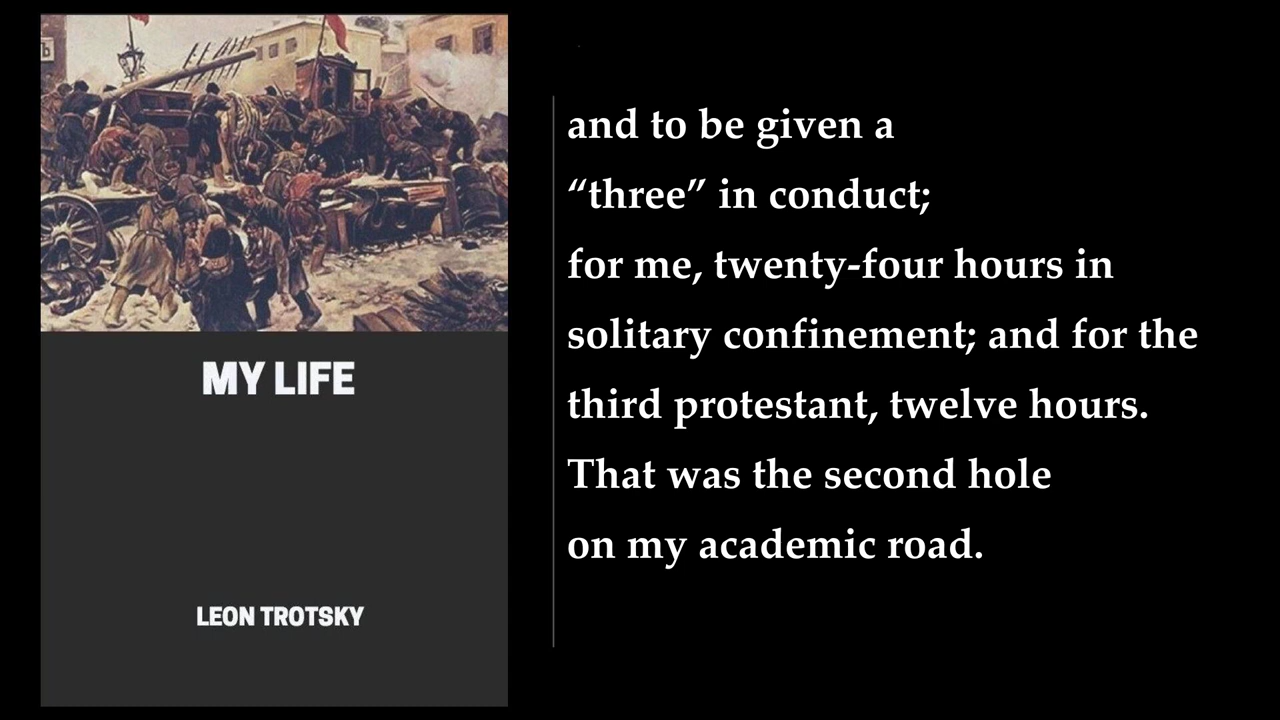 MY LIFE
LEON TROTSKY
and to be given a
“three” in conduct;
for me, twenty-four hours in
solitary confinement; and for the
third protestant, twelve hours.
That was the second hole
on my academic road.